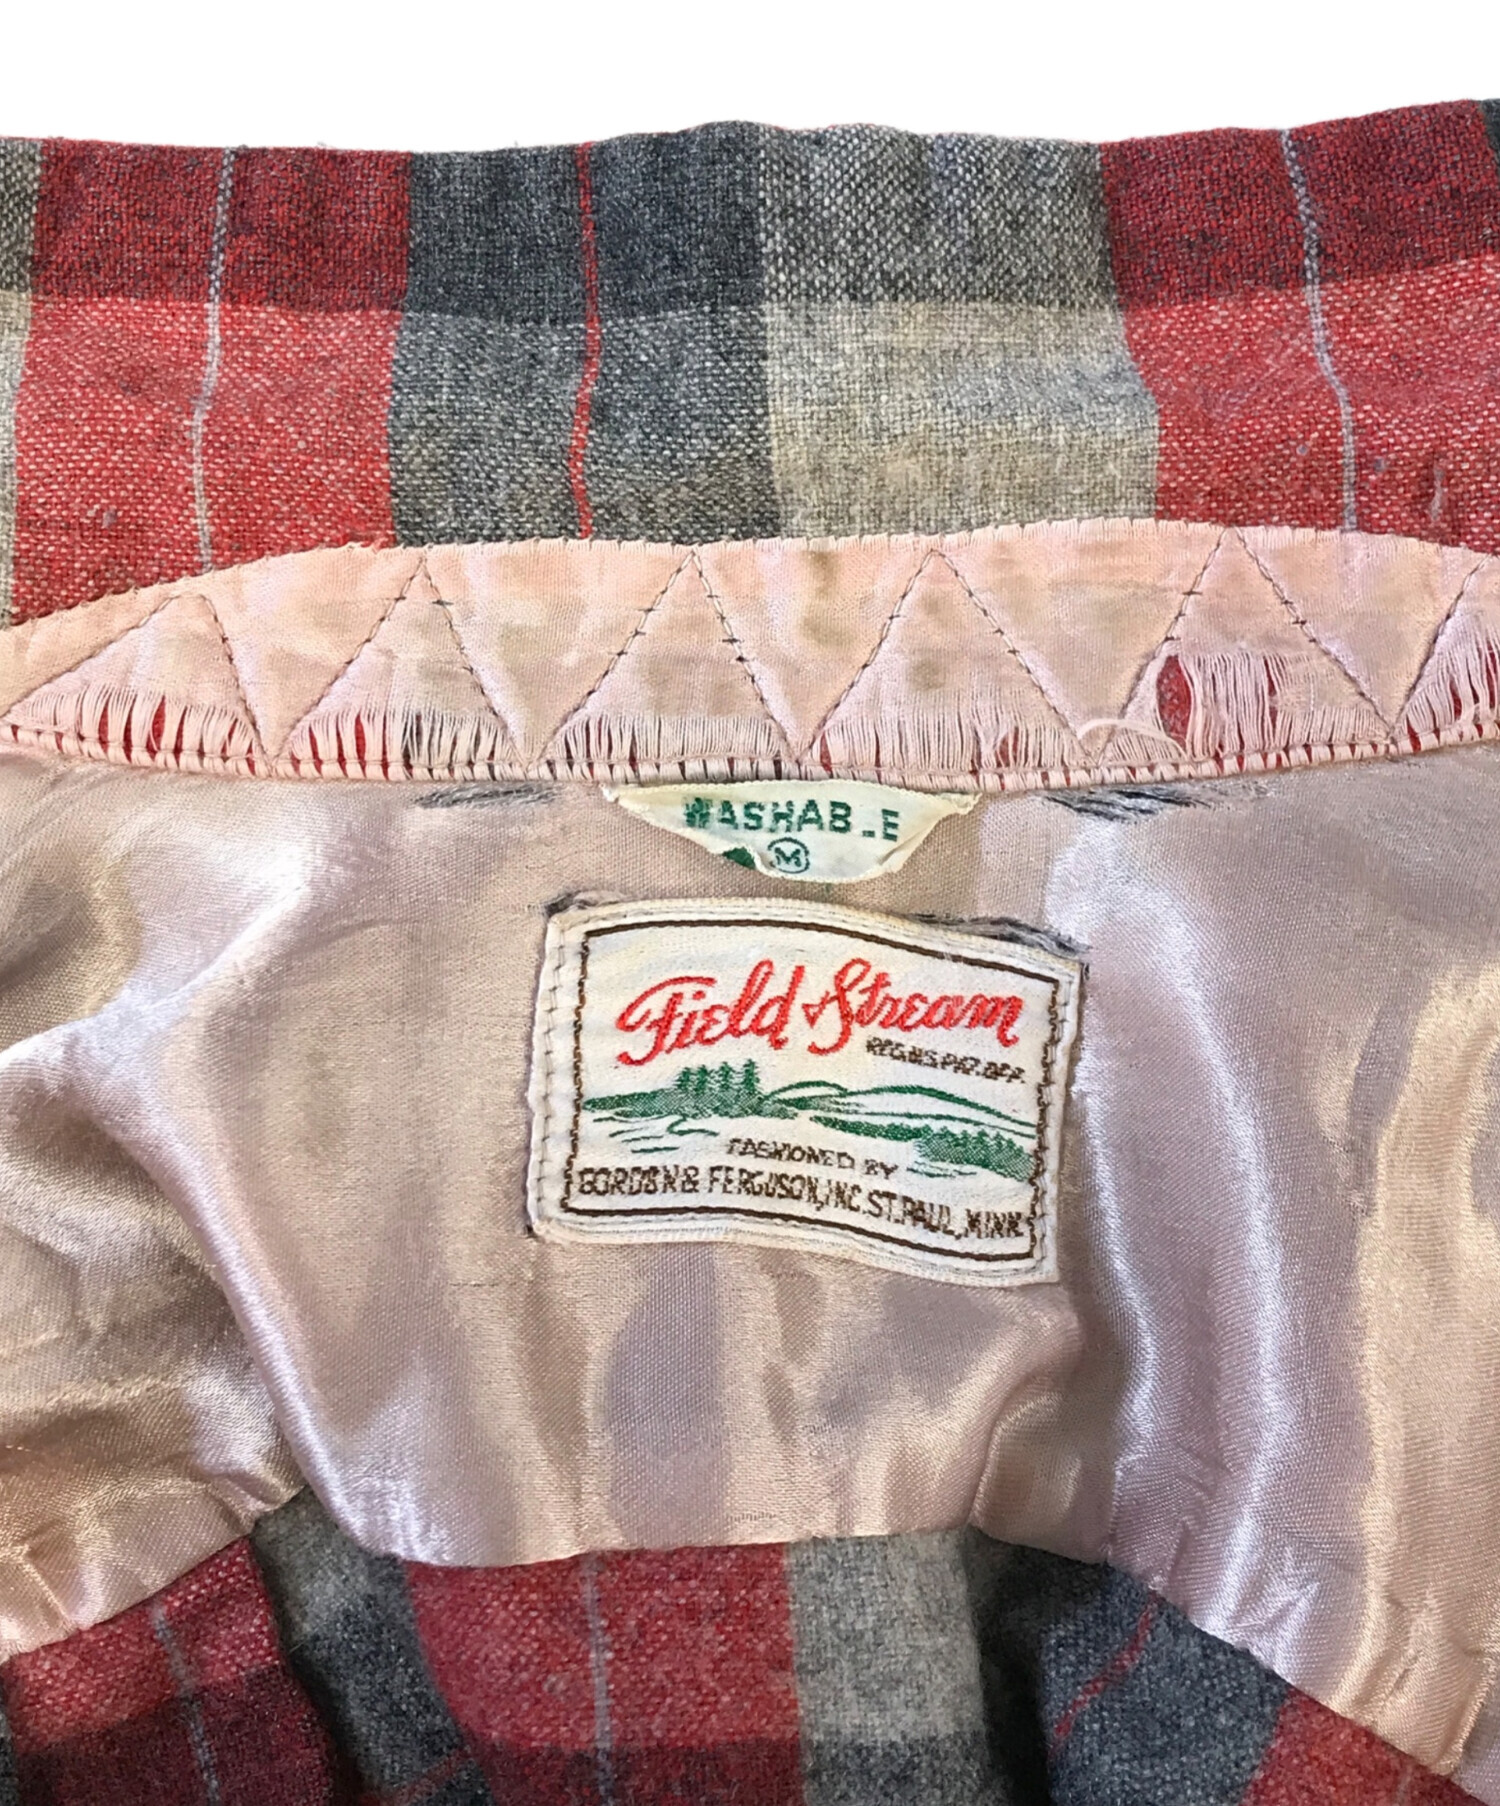 WASHAB_E
M
Field & Stream
REG.U.S.PAT.OFF.
FASHIONED BY
GORDON & FERGUSON, INC. ST. PAUL, MINN.